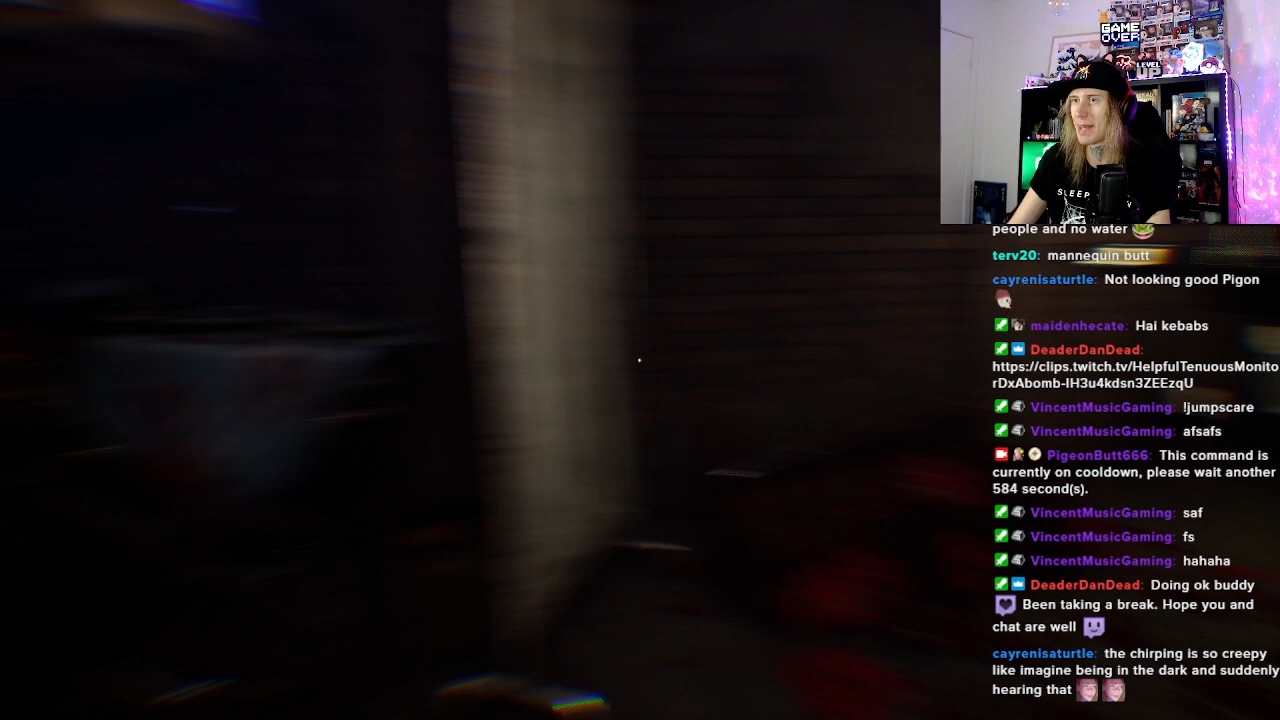 GAME
OVER
LEVEL
UP
SLEEP
people and no water
terv20: mannequin butt
cayrenisaturtle: Not looking good Pigon
maidenhecate: Hai kebabs
DeaderDanDead:
https://clips.twitch.tv/HelpfulTenuousMonito
rDxAbomb-IH3u4kdsn3ZEEzqU
VincentMusicGaming: !jumpscare
VincentMusicGaming: afsafs
PigeonButt666: This command is
currently on cooldown, please wait another
584 second(s).
VincentMusicGaming: saf
VincentMusicGaming: fs
VincentMusicGaming: hahaha
DeaderDanDead: Doing ok buddy
Been taking a break. Hope you and
chat are well
cayrenisaturtle: the chirping is so creepy
like imagine being in the dark and suddenly
hearing that